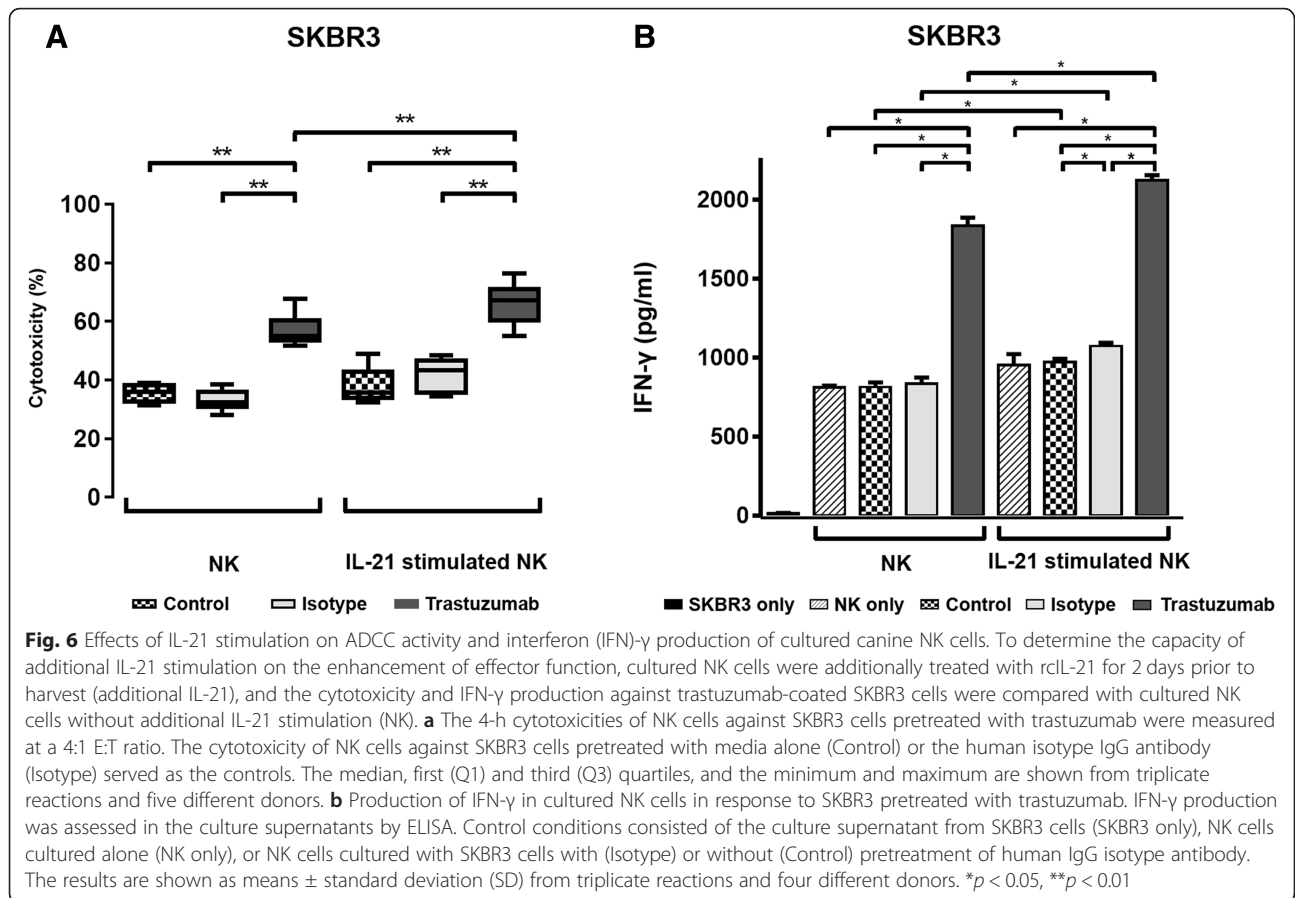 A
SKBR3
B
SKBR3
**
**
**
**
**
*
*
*
*
*
*
*
*
*
*
*
Cytotoxicity (%)
100
80
60
40
20
0
NK
IL-21 stimulated NK
Control
Isotype
Trastuzumab
IFN-γ (pg/ml)
2000
1500
1000
500
0
NK
IL-21 stimulated NK
SKBR3 only
NK only
Control
Isotype
Trastuzumab
Fig. 6 Effects of IL-21 stimulation on ADCC activity and interferon (IFN)-γ production of cultured canine NK cells. To determine the capacity of
additional IL-21 stimulation on the enhancement of effector function, cultured NK cells were additionally treated with rcIL-21 for 2 days prior to
harvest (additional IL-21), and the cytotoxicity and IFN-γ production against trastuzumab-coated SKBR3 cells were compared with cultured NK
cells without additional IL-21 stimulation (NK). a The 4-h cytotoxicities of NK cells against SKBR3 cells pretreated with trastuzumab were measured
at a 4:1 E:T ratio. The cytotoxicity of NK cells against SKBR3 cells pretreated with media alone (Control) or the human isotype IgG antibody
(Isotype) served as the controls. The median, first (Q1) and third (Q3) quartiles, and the minimum and maximum are shown from triplicate
reactions and five different donors. b Production of IFN-γ in cultured NK cells in response to SKBR3 pretreated with trastuzumab. IFN-γ production
was assessed in the culture supernatants by ELISA. Control conditions consisted of the culture supernatant from SKBR3 cells (SKBR3 only), NK cells
cultured alone (NK only), or NK cells cultured with SKBR3 cells with (Isotype) or without (Control) pretreatment of human IgG isotype antibody.
The results are shown as means ± standard deviation (SD) from triplicate reactions and four different donors. *p < 0.05, **p < 0.01